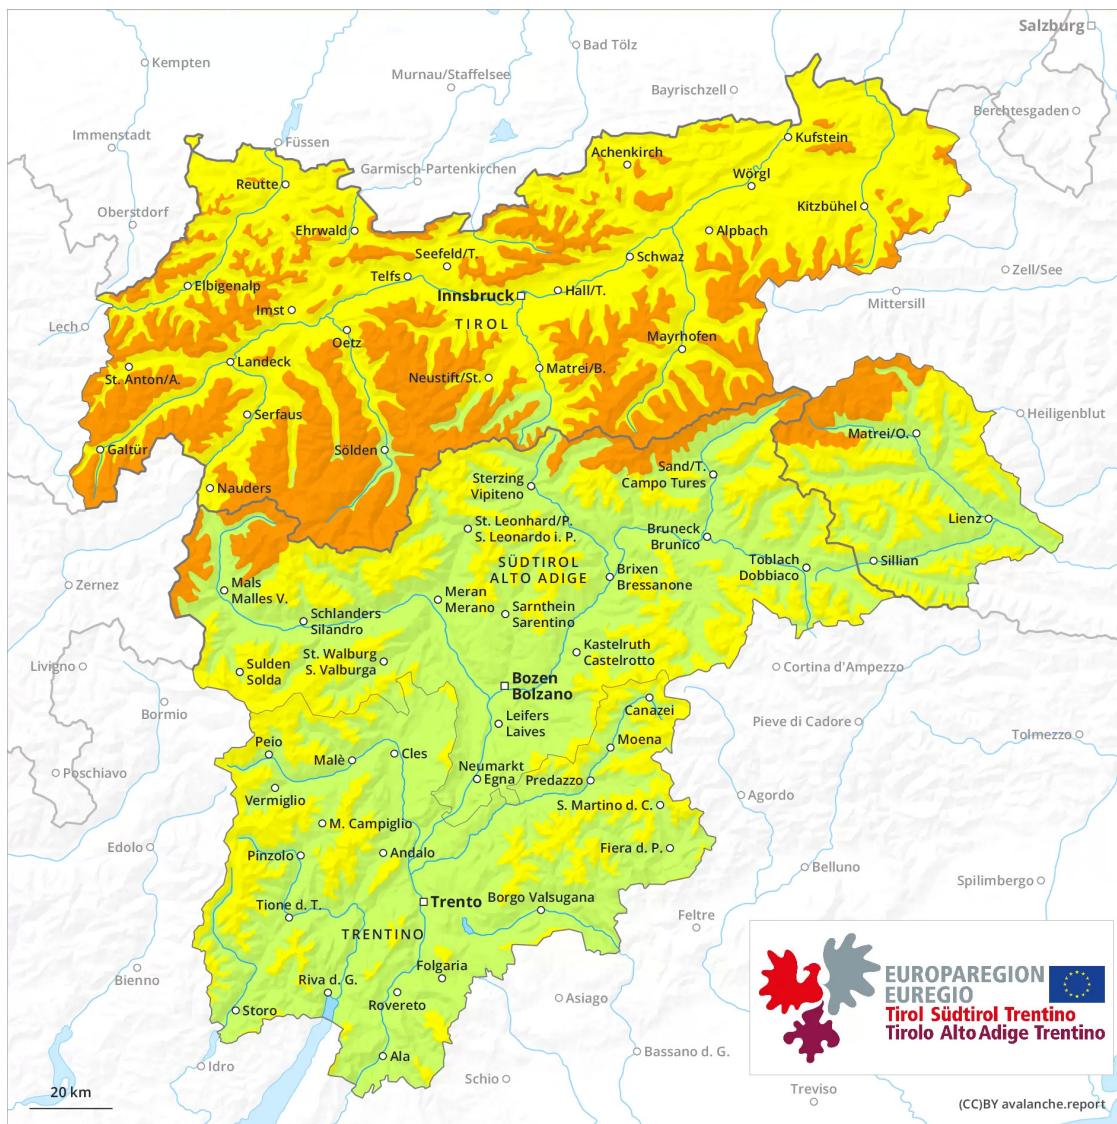 Salzburg
Bad Tölz
Kempten
Murnau/Staffelsee
Bayrischzell
Berchtesgaden
Immenstadt
Füssen
Kufstein
Achenkirch
Garmisch-Partenkirchen
Reutte
Wörgl
Oberstdorf
Kitzbühel
Ehrwald
Alpbach
Seefeld/T.
Schwaz
Telfs
Zell/See
Elbigenalp
Hall/T.
Innsbruck
Mittersill
Imst
TIROL
Lech
Oetz
Mayrhofen
Landeck
Matrei/B.
St. Anton/A.
Neustift/St.
Serfaus
Heiligenblut
Matrei/O.
Galtür
Sölden
Sand/T.
Campo Tures
Sterzing
Vipiteno
Nauders
Lienz
St. Leonhard/P.
S. Leonardo i. P.
Bruneck
Brunico
SÜDTIROL
ALTO ADIGE
Toblach
Dobbiaco
Sillian
Brixen
Bressanone
Zernez
Mals
Malles V.
Meran
Merano
Sarnthein
Sarentino
Schlanders
Silandro
Kastelruth
Castelrotto
St. Walburg
S. Valburga
Livigno
Sulden
Solda
Cortina d'Ampezzo
Bozen
Bolzano
Canazei
Bormio
Leifers
Laives
Pieve di Cadore
Tolmezzo
Peio
Moena
Malè
Cles
Poschiavo
Neumarkt
Egna
Predazzo
Vermiglio
Agordo
S. Martino d. C.
M. Campiglio
Edolo
Pinzolo
Andalo
Fiera d. P.
Belluno
Spilimbergo
Borgo Valsugana
Trento
Tione d. T.
Feltre
TRENTINO
Folgaria
Bienno
Riva d. G.
EUROPAREGION
EUREGIO
Tirol Südtirol Trentino
Tirolo Alto Adige Trentino
Rovereto
Asiago
Storo
Ala
Bassano d. G.
Idro
Schio
Treviso
20 km
(CC)BY avalanche.report